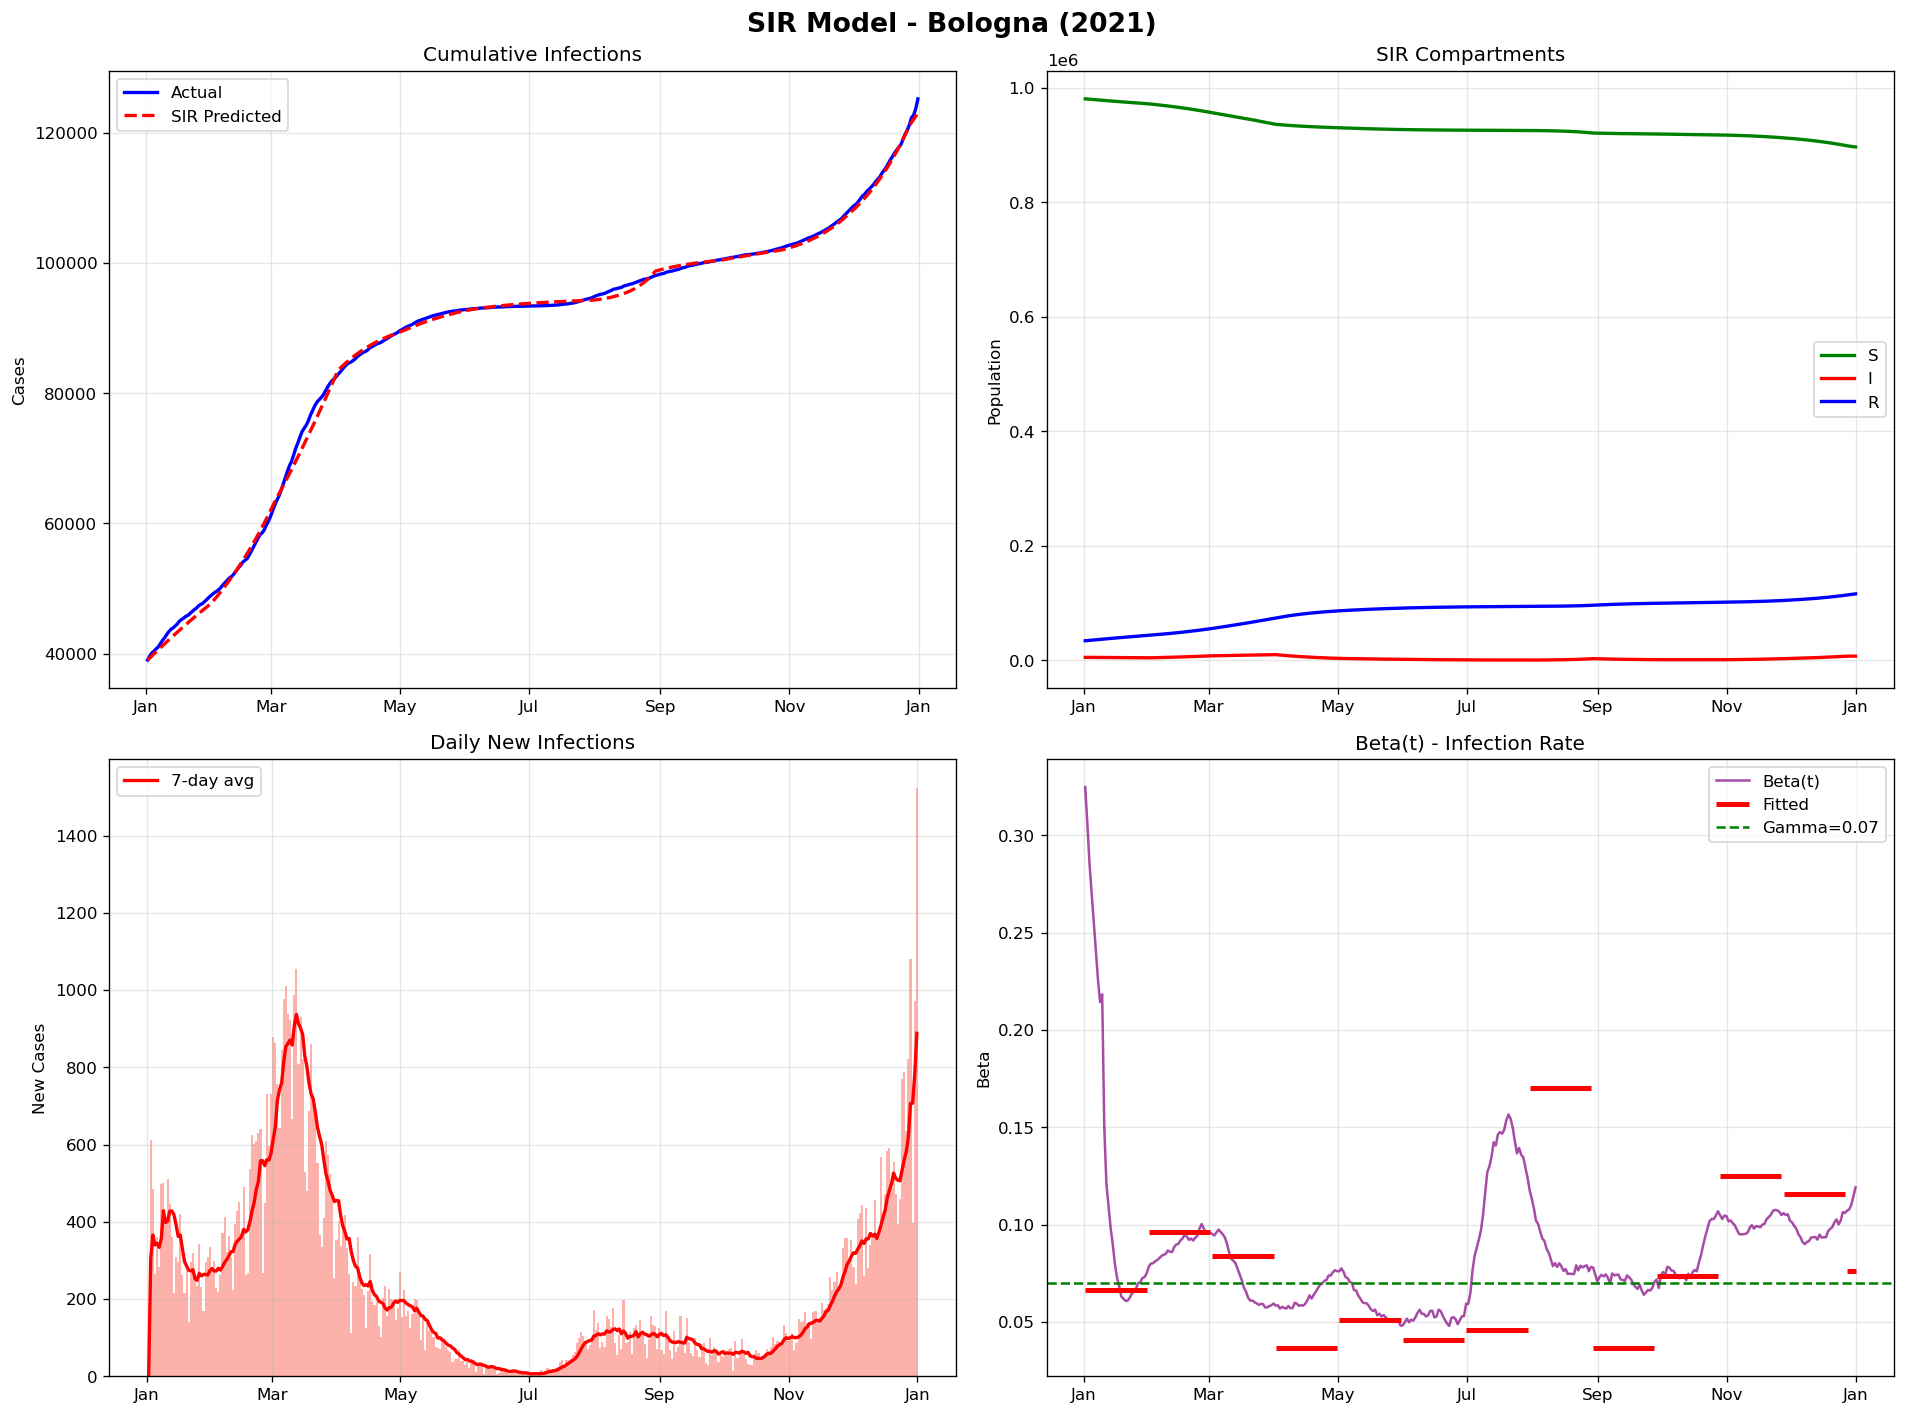 SIR Model - Bologna (2021)
Cumulative Infections
Actual
SIR Predicted
120000
100000
80000
60000
40000
Cases
Jan Mar May Jul Sep Nov Jan
SIR Compartments
1e6
1.0
0.8
0.6
0.4
0.2
0.0
Population
S
I
R
Jan Mar May Jul Sep Nov Jan
Daily New Infections
7-day avg
1400
1200
1000
800
600
400
200
0
New Cases
Jan Mar May Jul Sep Nov Jan
Beta(t) - Infection Rate
Beta(t)
Fitted
Gamma=0.07
0.30
0.25
0.20
0.15
0.10
0.05
Beta
Jan Mar May Jul Sep Nov Jan